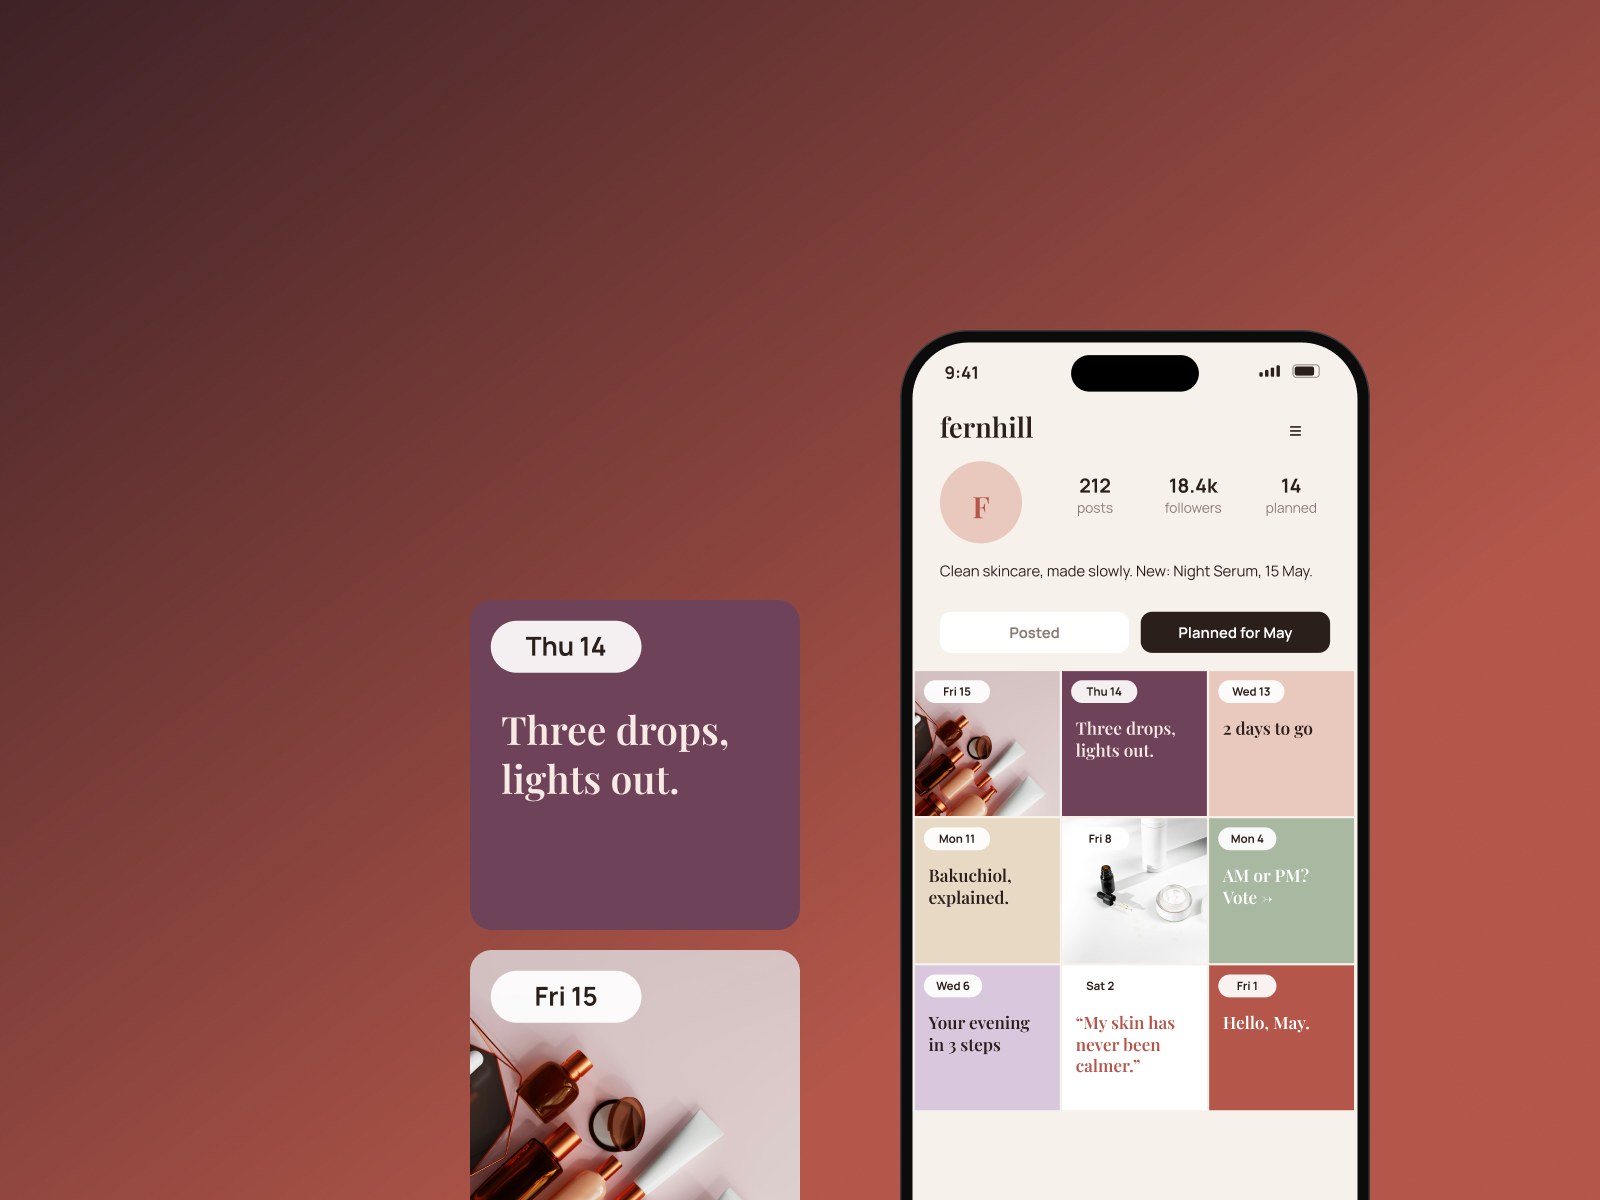 Thu 14
Three drops,
lights out.
Fri 15
9:41
fernhill
F
212
posts
18.4k
followers
14
planned
Clean skincare, made slowly. New: Night Serum, 15 May.
Posted
Planned for May
Fri 15
Thu 14
Three drops,
lights out.
Wed 13
2 days to go
Mon 11
Bakuchiol,
explained.
Fri 8
Mon 4
AM or PM?
Vote ↣
Wed 6
Your evening
in 3 steps
Sat 2
“My skin has
never been
calmer.”
Fri 1
Hello, May.